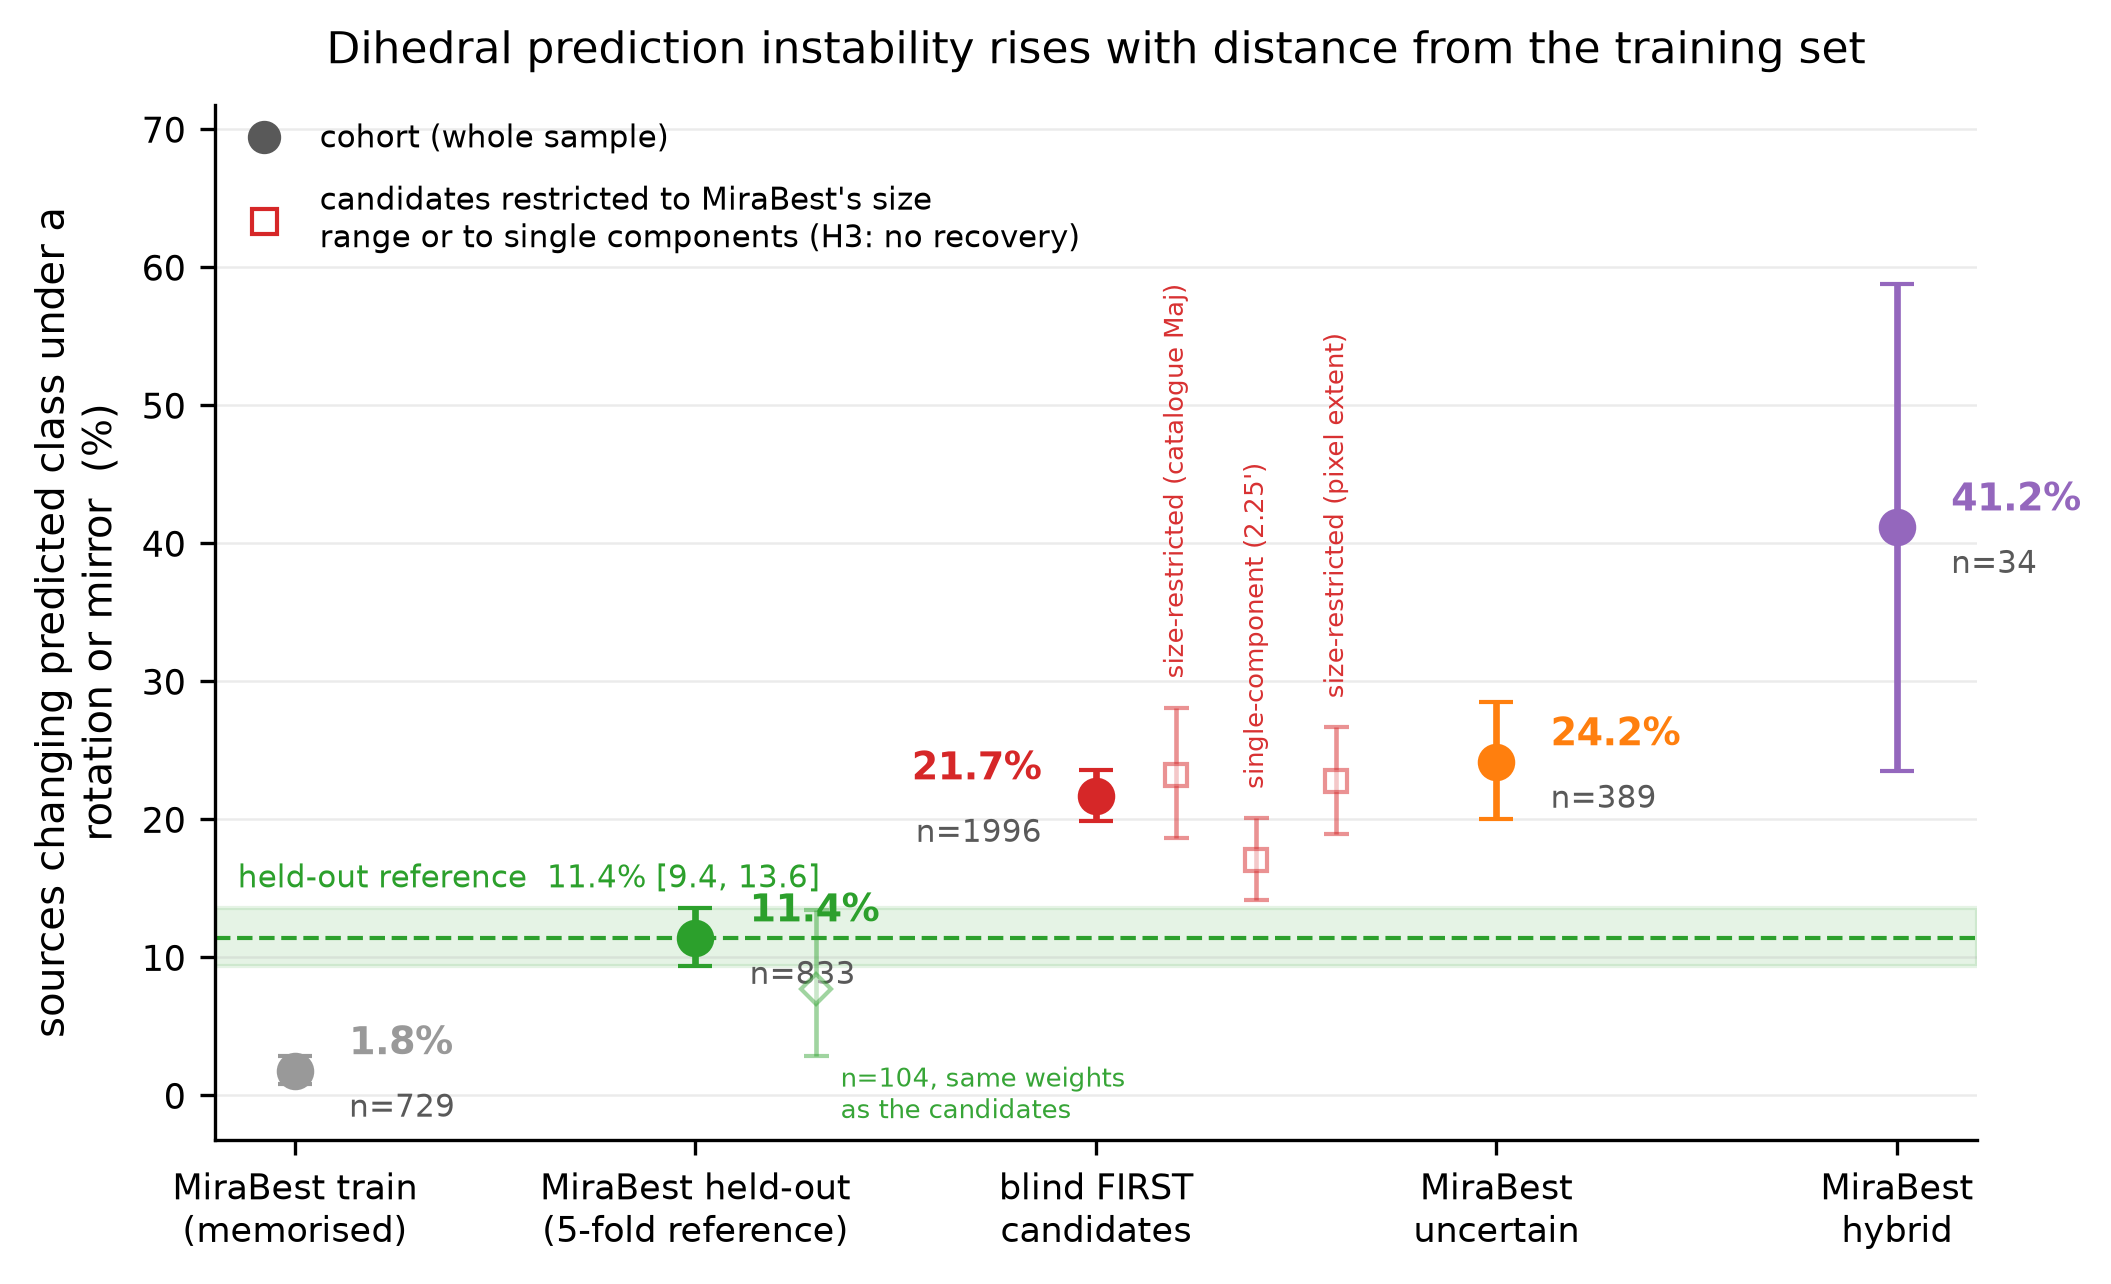 Dihedral prediction instability rises with distance from the training set
sources changing predicted class under a
rotation or mirror (%)
70
60
50
40
30
20
10
0
cohort (whole sample)
candidates restricted to MiraBest's size
range or to single components (H3: no recovery)
size-restricted (catalogue Maj)
single-component (2.25')
size-restricted (pixel extent)
41.2%
n=34
24.2%
n=389
21.7%
n=1996
held-out reference 11.4% [9.4, 13.6]
11.4%
n=833
1.8%
n=729
n=104, same weights
as the candidates
MiraBest train
(memorised)
MiraBest held-out
(5-fold reference)
blind FIRST
candidates
MiraBest
uncertain
MiraBest
hybrid